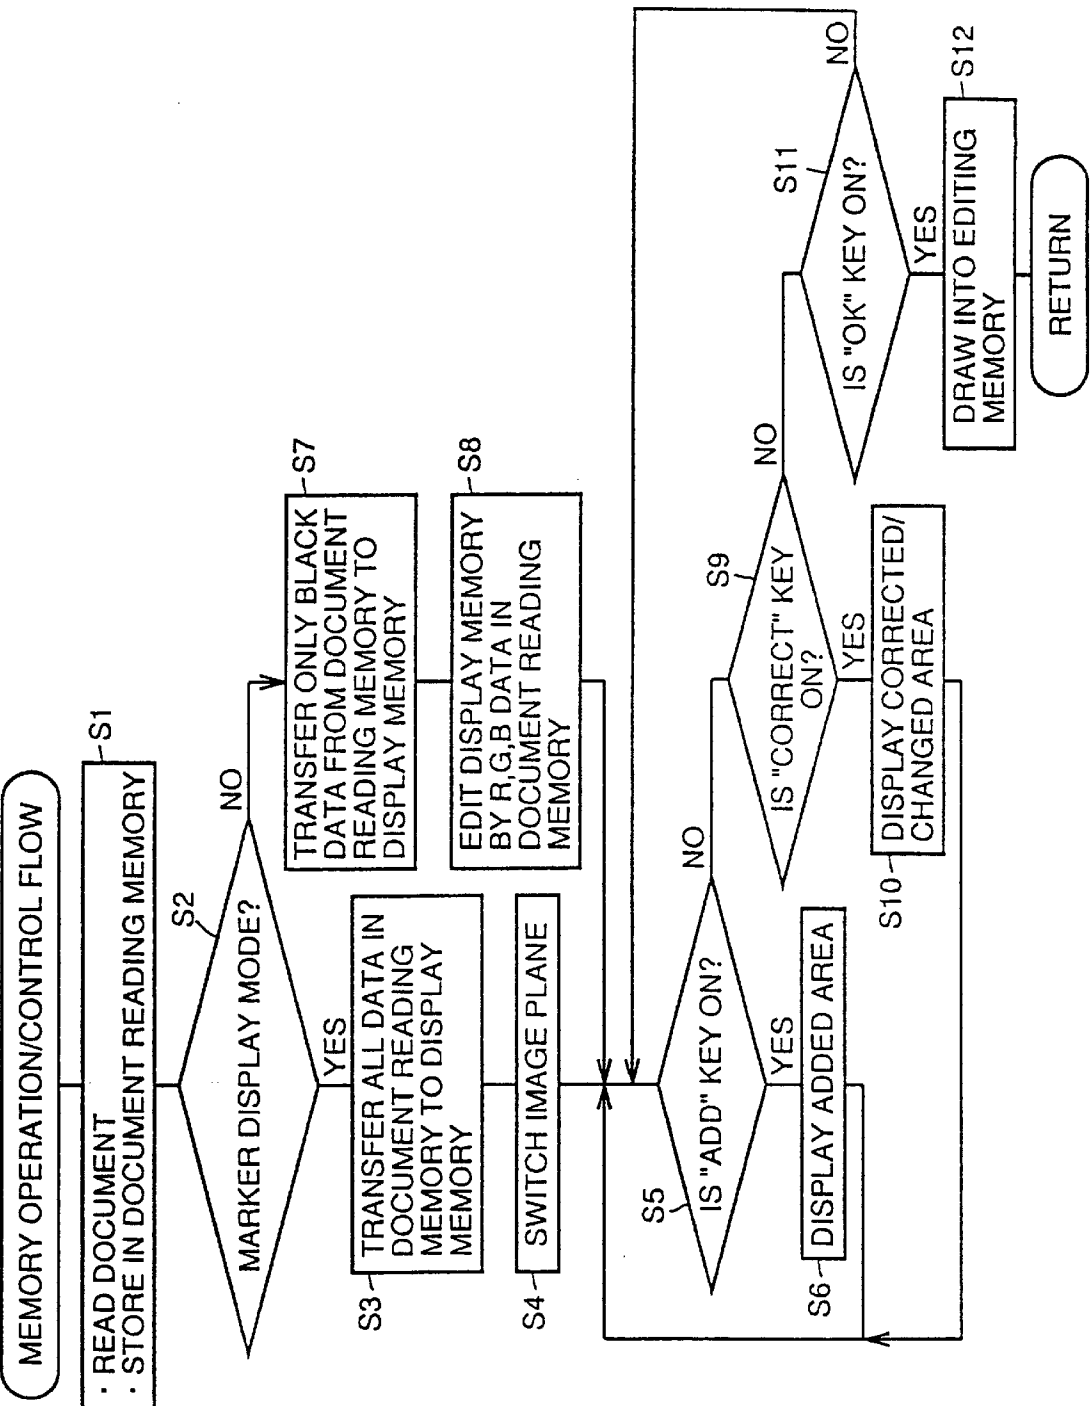 MEMORY OPERATION/CONTROL FLOW
S1
· READ DOCUMENT
· STORE IN DOCUMENT READING MEMORY
S2
MARKER DISPLAY MODE?
NO
YES
S3
TRANSFER ALL DATA IN
DOCUMENT READING
MEMORY TO DISPLAY
MEMORY
S7
TRANSFER ONLY BLACK
DATA FROM DOCUMENT
READING MEMORY TO
DISPLAY MEMORY
S4
SWITCH IMAGE PLANE
S8
EDIT DISPLAY MEMORY
BY R,G,B DATA IN
DOCUMENT READING
MEMORY
S5
IS "ADD" KEY ON?
NO
YES
S6
DISPLAY ADDED AREA
S9
IS "CORRECT" KEY
ON?
NO
YES
S10
DISPLAY CORRECTED/
CHANGED AREA
S11
IS "OK" KEY ON?
NO
YES
S12
DRAW INTO EDITING
MEMORY
RETURN